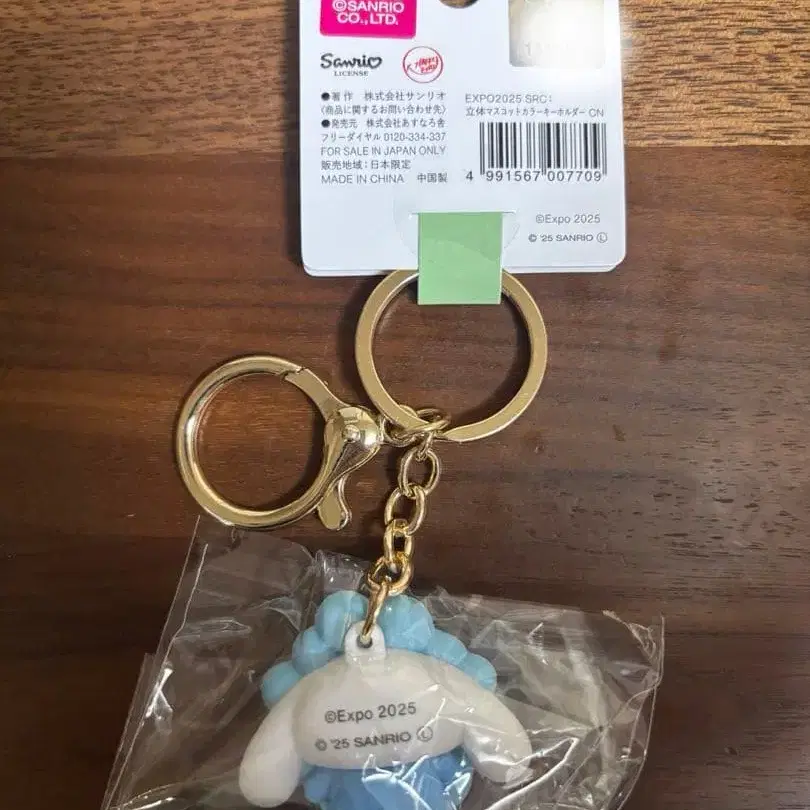 ©SANRIO
CO.,LTD.
Sanrio
LICENSE
●著作 株式会社サンリオ
(商品に関するお問い合わせ先)
●発売元 株式会社あすなろ舎
フリーダイヤル 0120-334-337
FOR SALE IN JAPAN ONLY
販売地域:日本限定
MADE IN CHINA 中国製
EXPO2025 SRC:
立体マスコットカラーキーホルダー CN
4 991567 007709
©Expo 2025
© '25 SANRIO Ⓛ
©Expo 2025
© '25 SANRIO Ⓛ